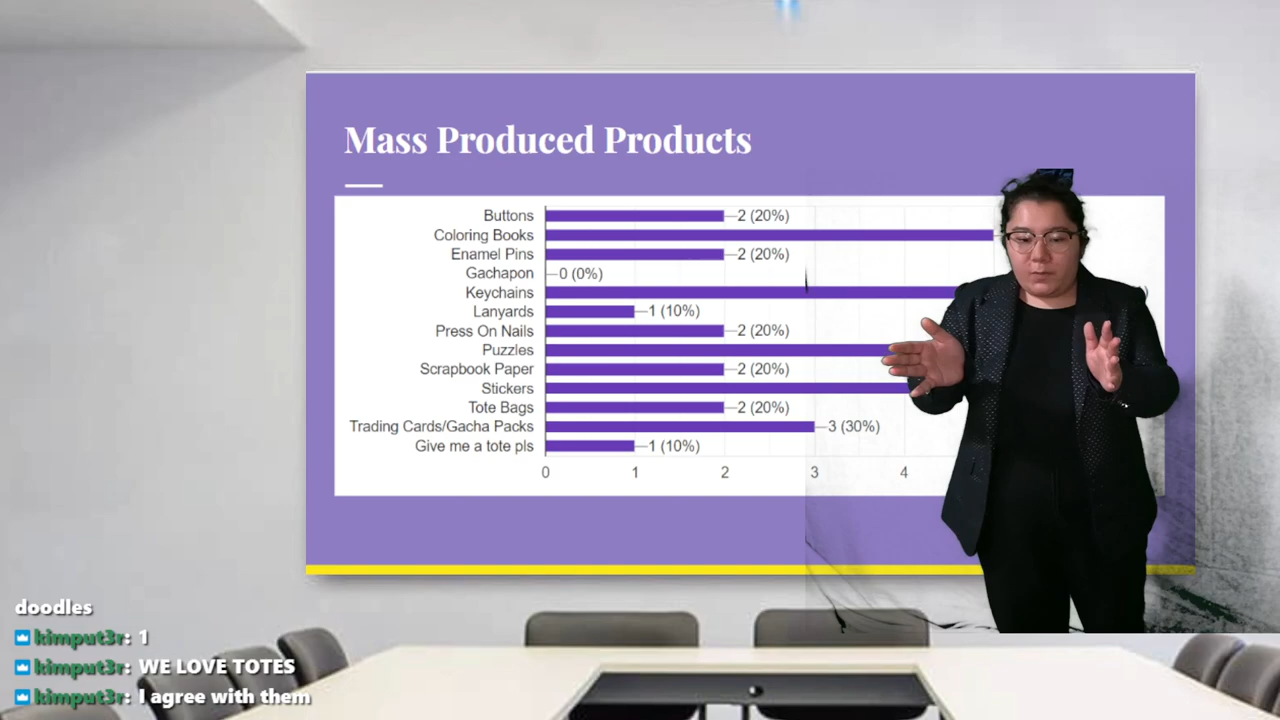 Mass Produced Products
Buttons 2 (20%)
Coloring Books
Enamel Pins 2 (20%)
Gachapon 0 (0%)
Keychains
Lanyards 1 (10%)
Press On Nails 2 (20%)
Puzzles
Scrapbook Paper 2 (20%)
Stickers
Tote Bags 2 (20%)
Trading Cards/Gacha Packs 3 (30%)
Give me a tote pls 1 (10%)
0 1 2 3 4
doodles
kimput3r: 1
kimput3r: WE LOVE TOTES
kimput3r: I agree with them